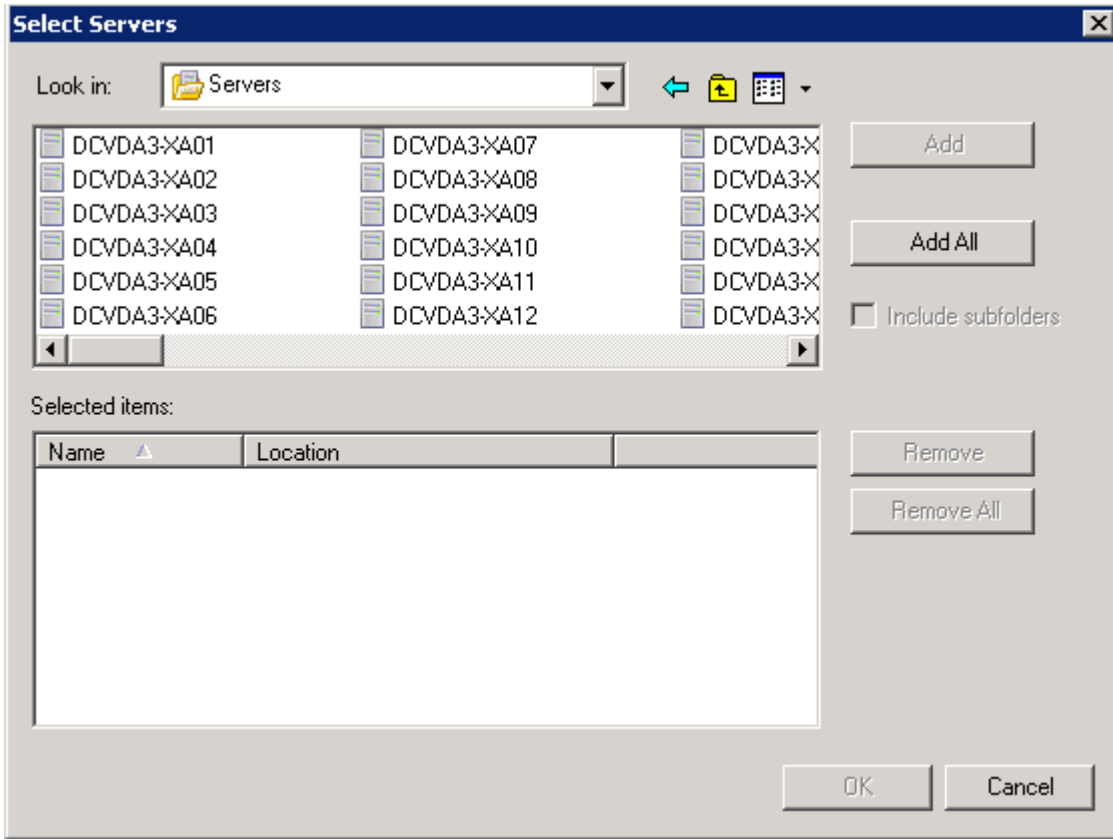 Select Servers
Look in: Servers
DCVDA3-XA01 DCVDA3-XA07 DCVDA3-X
DCVDA3-XA02 DCVDA3-XA08 DCVDA3-X
DCVDA3-XA03 DCVDA3-XA09 DCVDA3-X
DCVDA3-XA04 DCVDA3-XA10 DCVDA3-X
DCVDA3-XA05 DCVDA3-XA11 DCVDA3-X
DCVDA3-XA06 DCVDA3-XA12 DCVDA3-X
Add
Add All
Include subfolders
Selected items:
Name Location
Remove
Remove All
OK Cancel